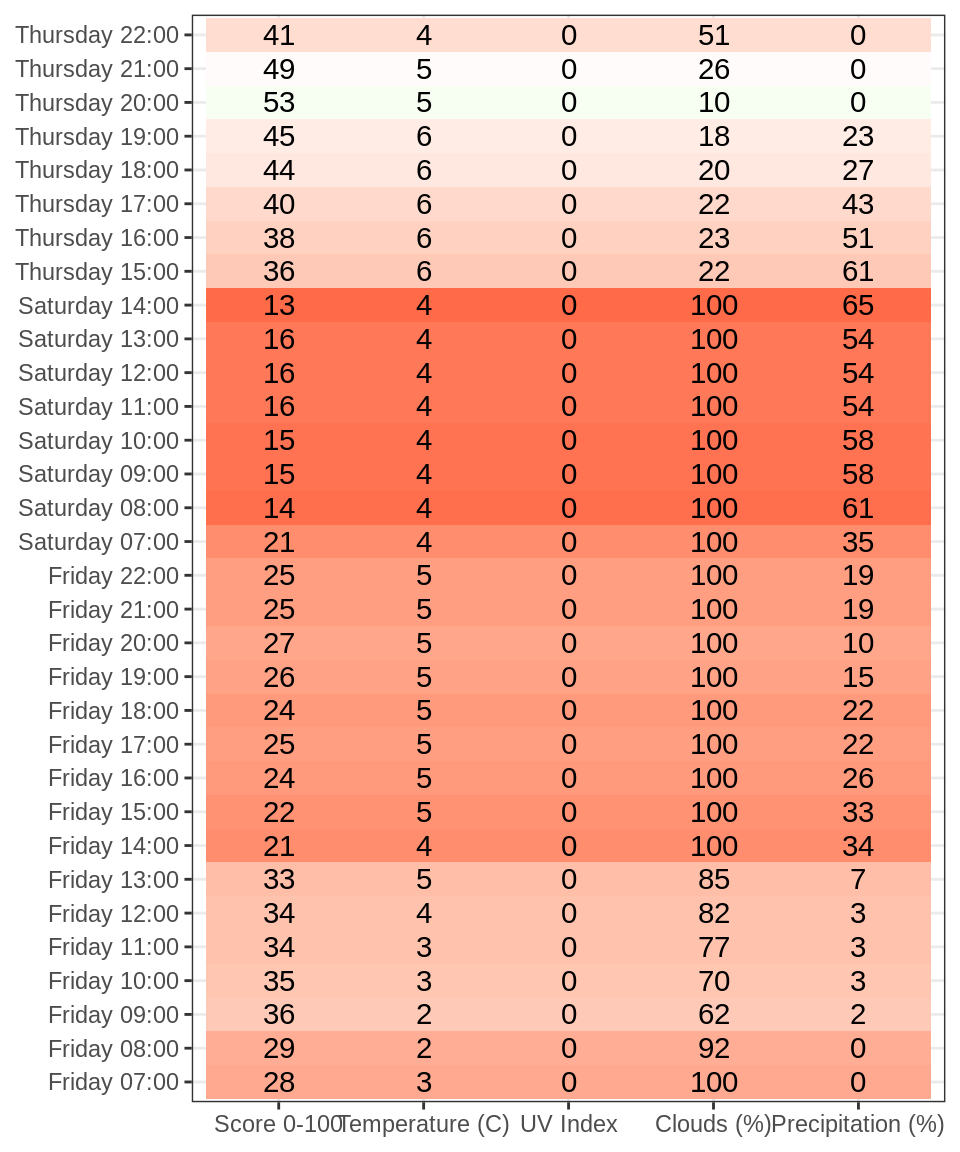 Thursday 22:00 41 4 0 51 0
Thursday 21:00 49 5 0 26 0
Thursday 20:00 53 5 0 10 0
Thursday 19:00 45 6 0 18 23
Thursday 18:00 44 6 0 20 27
Thursday 17:00 40 6 0 22 43
Thursday 16:00 38 6 0 23 51
Thursday 15:00 36 6 0 22 61
Saturday 14:00 13 4 0 100 65
Saturday 13:00 16 4 0 100 54
Saturday 12:00 16 4 0 100 54
Saturday 11:00 16 4 0 100 54
Saturday 10:00 15 4 0 100 58
Saturday 09:00 15 4 0 100 58
Saturday 08:00 14 4 0 100 61
Saturday 07:00 21 4 0 100 35
Friday 22:00 25 5 0 100 19
Friday 21:00 25 5 0 100 19
Friday 20:00 27 5 0 100 10
Friday 19:00 26 5 0 100 15
Friday 18:00 24 5 0 100 22
Friday 17:00 25 5 0 100 22
Friday 16:00 24 5 0 100 26
Friday 15:00 22 5 0 100 33
Friday 14:00 21 4 0 100 34
Friday 13:00 33 5 0 85 7
Friday 12:00 34 4 0 82 3
Friday 11:00 34 3 0 77 3
Friday 10:00 35 3 0 70 3
Friday 09:00 36 2 0 62 2
Friday 08:00 29 2 0 92 0
Friday 07:00 28 3 0 100 0
Score 0-100 Temperature (C) UV Index Clouds (%) Precipitation (%)